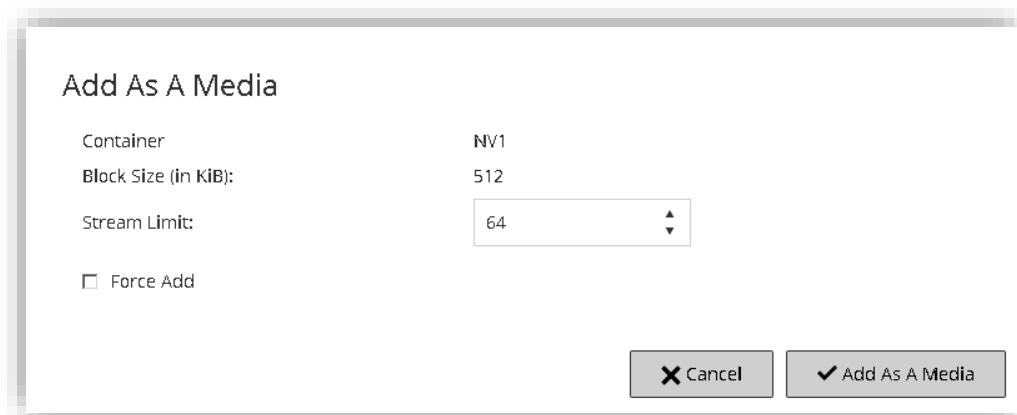 Add As A Media
Container NV1
Block Size (in KiB): 512
Stream Limit: 64
Force Add
Cancel Add As A Media